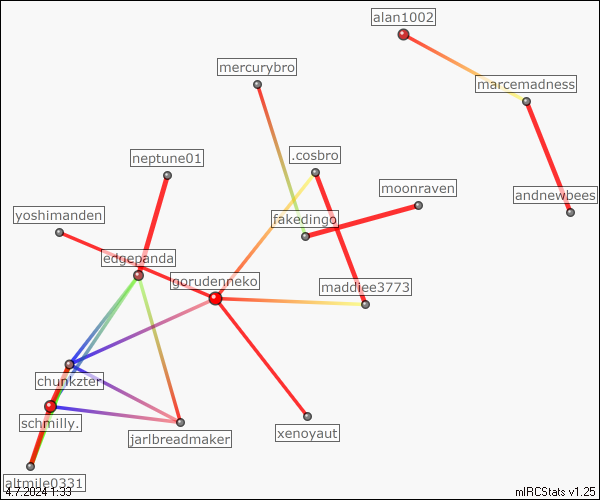 alan1002
mercurybro
marcemadness
neptune01
.cosbro
moonraven
andnewbees
yoshimanden
fakedingo
edgepanda
gorudenneko
maddiee3773
chunkzter
schmilly.
jarlbreadmaker
xenoyaut
altmile0331
4.7.2024 1:33
mIRCStats v1.25